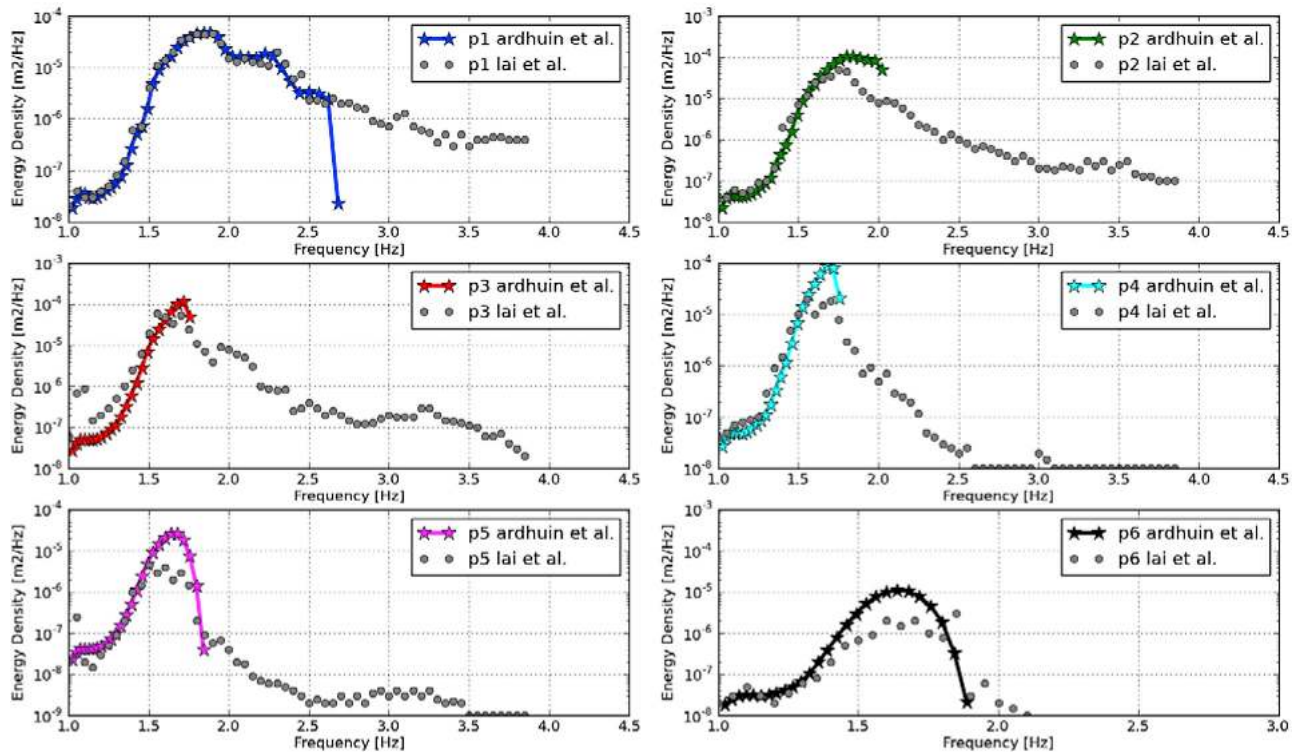 10^-4
10^-5
10^-6
10^-7
10^-8
Energy Density [m2/Hz]
p1 ardhuin et al.
p1 lai et al.
1.0 1.5 2.0 2.5 3.0 3.5 4.0 4.5
Frequency [Hz]
10^-3
10^-4
10^-5
10^-6
10^-7
10^-8
Energy Density [m2/Hz]
p2 ardhuin et al.
p2 lai et al.
1.0 1.5 2.0 2.5 3.0 3.5 4.0 4.5
Frequency [Hz]
10^-3
10^-4
10^-5
10^-6
10^-7
10^-8
Energy Density [m2/Hz]
p3 ardhuin et al.
p3 lai et al.
1.0 1.5 2.0 2.5 3.0 3.5 4.0 4.5
Frequency [Hz]
10^-4
10^-5
10^-6
10^-7
10^-8
Energy Density [m2/Hz]
p4 ardhuin et al.
p4 lai et al.
1.0 1.5 2.0 2.5 3.0 3.5 4.0 4.5
Frequency [Hz]
10^-4
10^-5
10^-6
10^-7
10^-8
10^-9
Energy Density [m2/Hz]
p5 ardhuin et al.
p5 lai et al.
1.0 1.5 2.0 2.5 3.0 3.5 4.0 4.5
Frequency [Hz]
10^-3
10^-4
10^-5
10^-6
10^-7
10^-8
Energy Density [m2/Hz]
p6 ardhuin et al.
p6 lai et al.
1.0 1.5 2.0 2.5 3.0
Frequency [Hz]